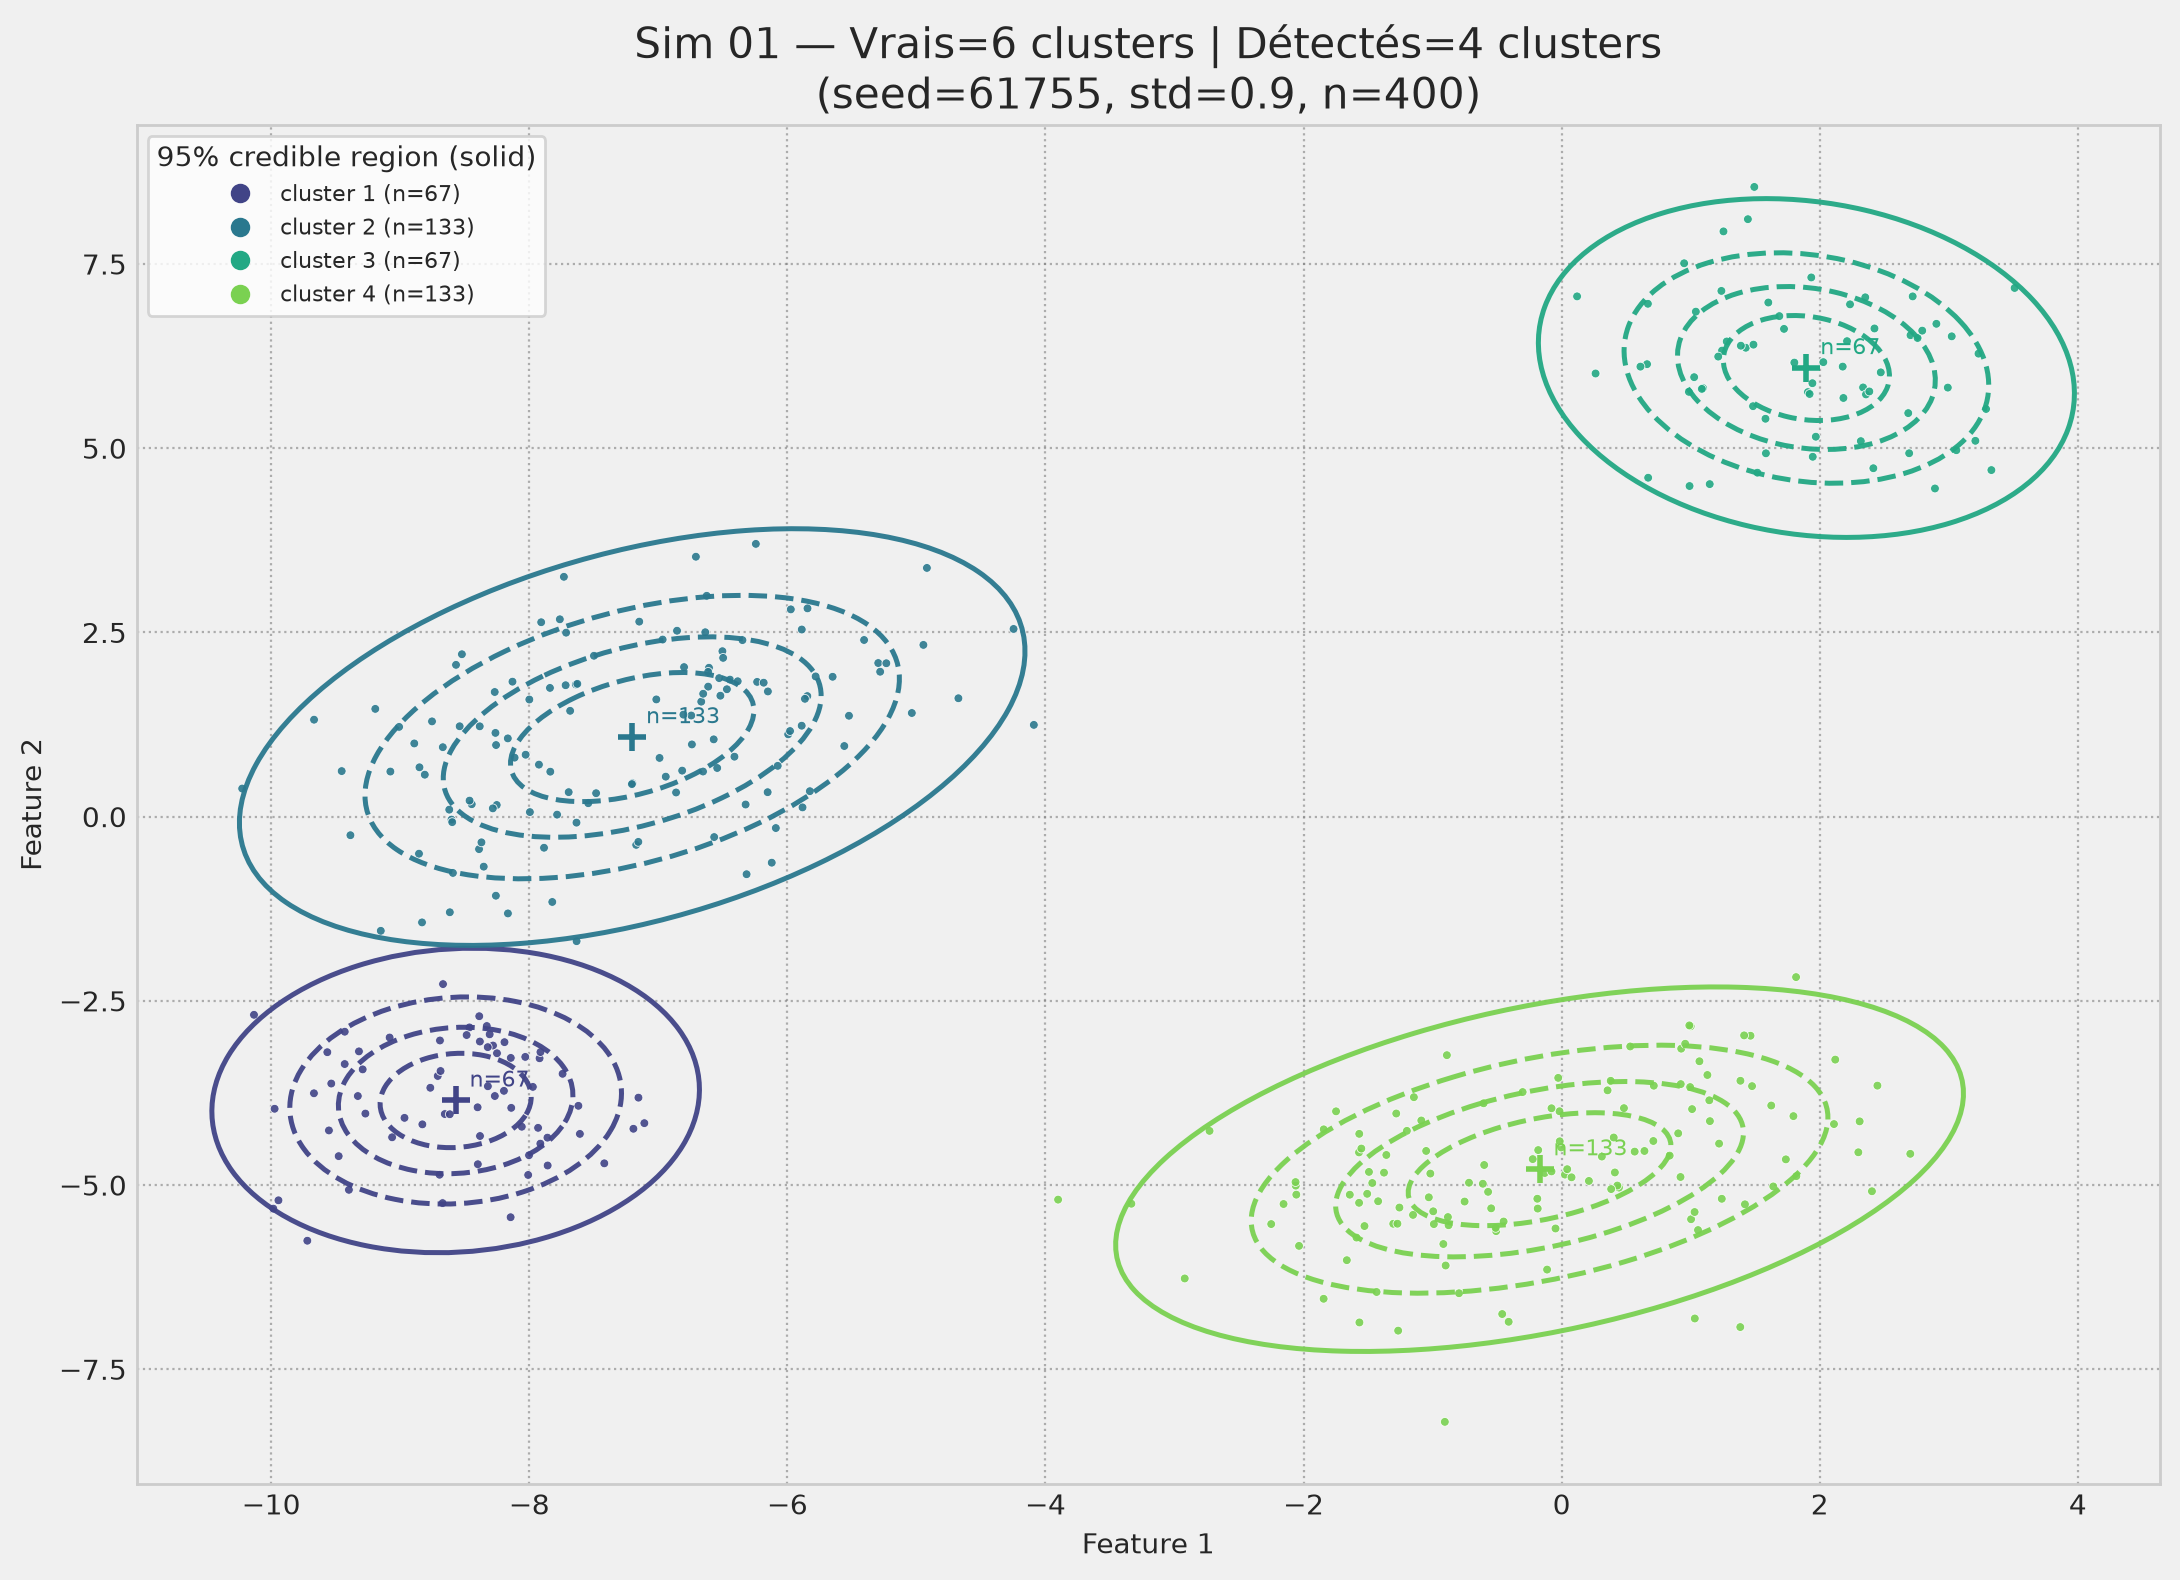 Sim 01 — Vrais=6 clusters | Détectés=4 clusters
(seed=61755, std=0.9, n=400)
95% credible region (solid)
cluster 1 (n=67)
cluster 2 (n=133)
cluster 3 (n=67)
cluster 4 (n=133)
7.5
5.0
2.5
0.0
−2.5
−5.0
−7.5
Feature 2
n=67
n=133
n=67
n=133
−10
−8
−6
−4
−2
0
2
4
Feature 1